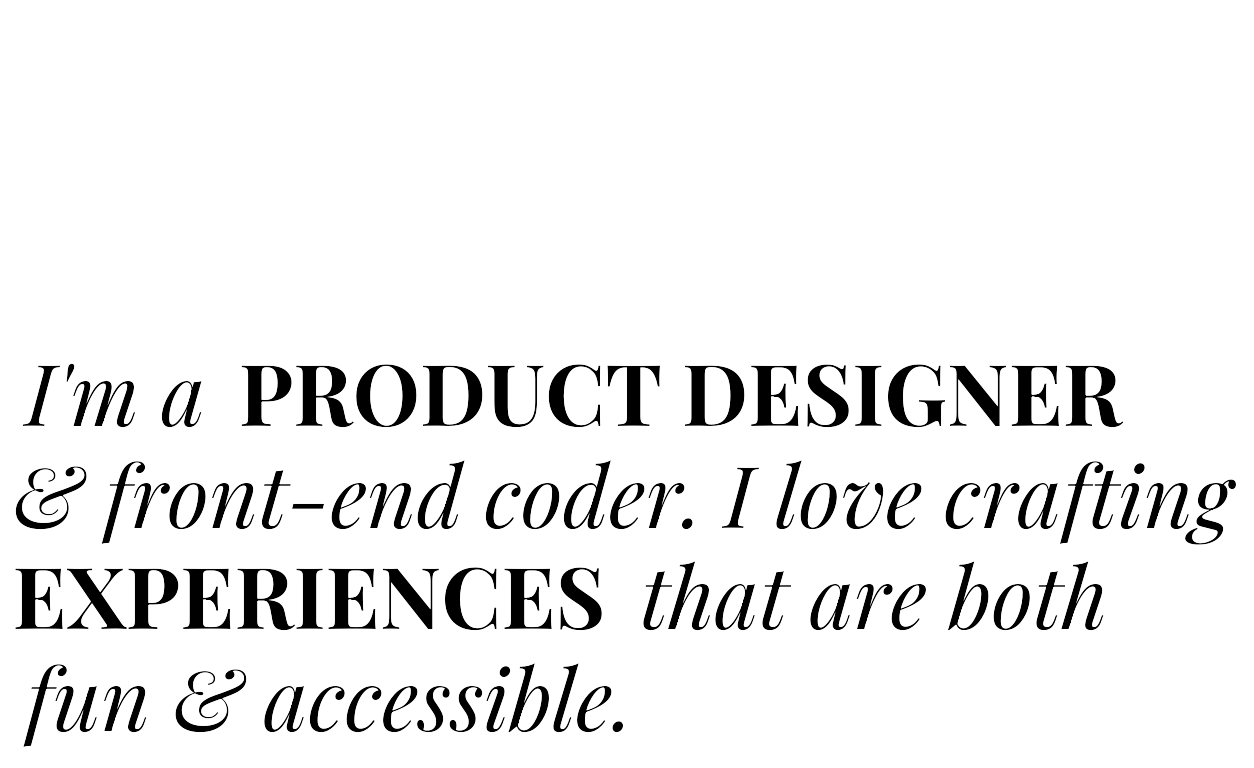 I'm a PRODUCT DESIGNER
& front-end coder. I love crafting
EXPERIENCES that are both
fun & accessible.